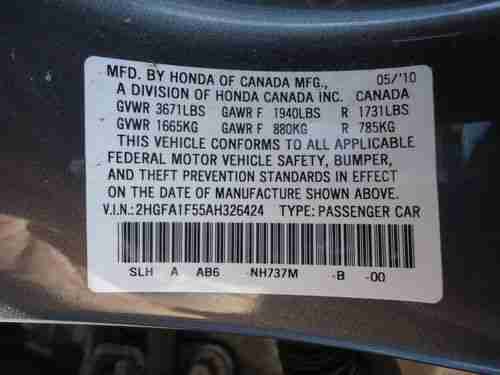 MFD. BY HONDA OF CANADA MFG., 05/'10
A DIVISION OF HONDA CANADA INC. CANADA
GVWR 3671LBS GAWR F 1940LBS R 1731LBS
GVWR 1665KG GAWR F 880KG R 785KG
THIS VEHICLE CONFORMS TO ALL APPLICABLE
FEDERAL MOTOR VEHICLE SAFETY, BUMPER,
AND THEFT PREVENTION STANDARDS IN EFFECT
ON THE DATE OF MANUFACTURE SHOWN ABOVE.
V.I.N.: 2HGFA1F55AH326424 TYPE: PASSENGER CAR
SLH A AB6 -NH737M -B -00